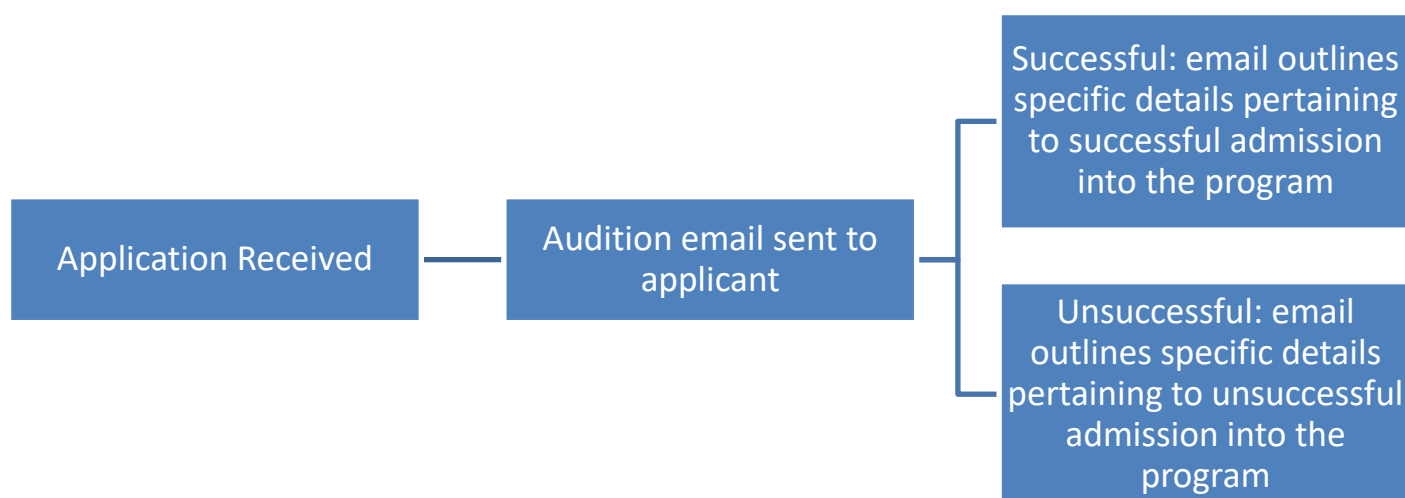 Application Received
Audition email sent to
applicant
Successful: email outlines
specific details pertaining
to successful admission
into the program
Unsuccessful: email
outlines specific details
pertaining to unsuccessful
admission into the
program